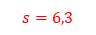 s = 6,3